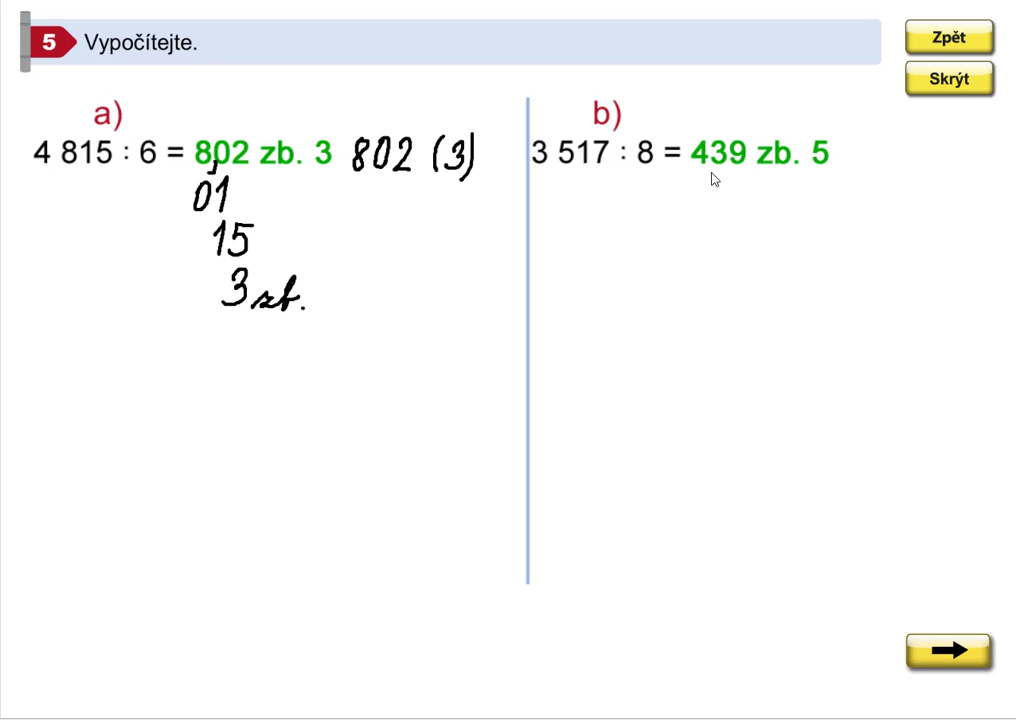 5 Vypočítejte.
Zpět
Skrýt
a)
4 815 : 6 = 802 zb. 3 802 (3)
01
15
3 zb.
b)
3 517 : 8 = 439 zb. 5